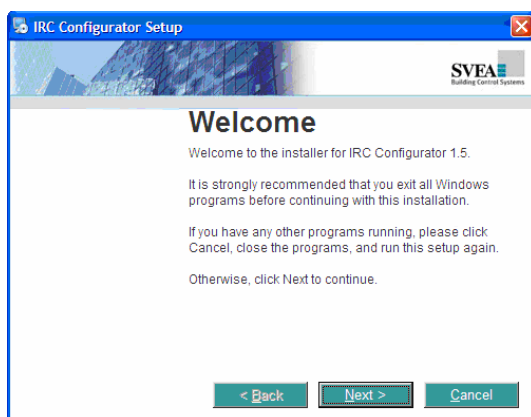 IRC Configurator Setup
SVEA
Building Control Systems
Welcome
Welcome to the installer for IRC Configurator 1.5.
It is strongly recommended that you exit all Windows
programs before continuing with this installation.
If you have any other programs running, please click
Cancel, close the programs, and run this setup again.
Otherwise, click Next to continue.
< Back Next > Cancel